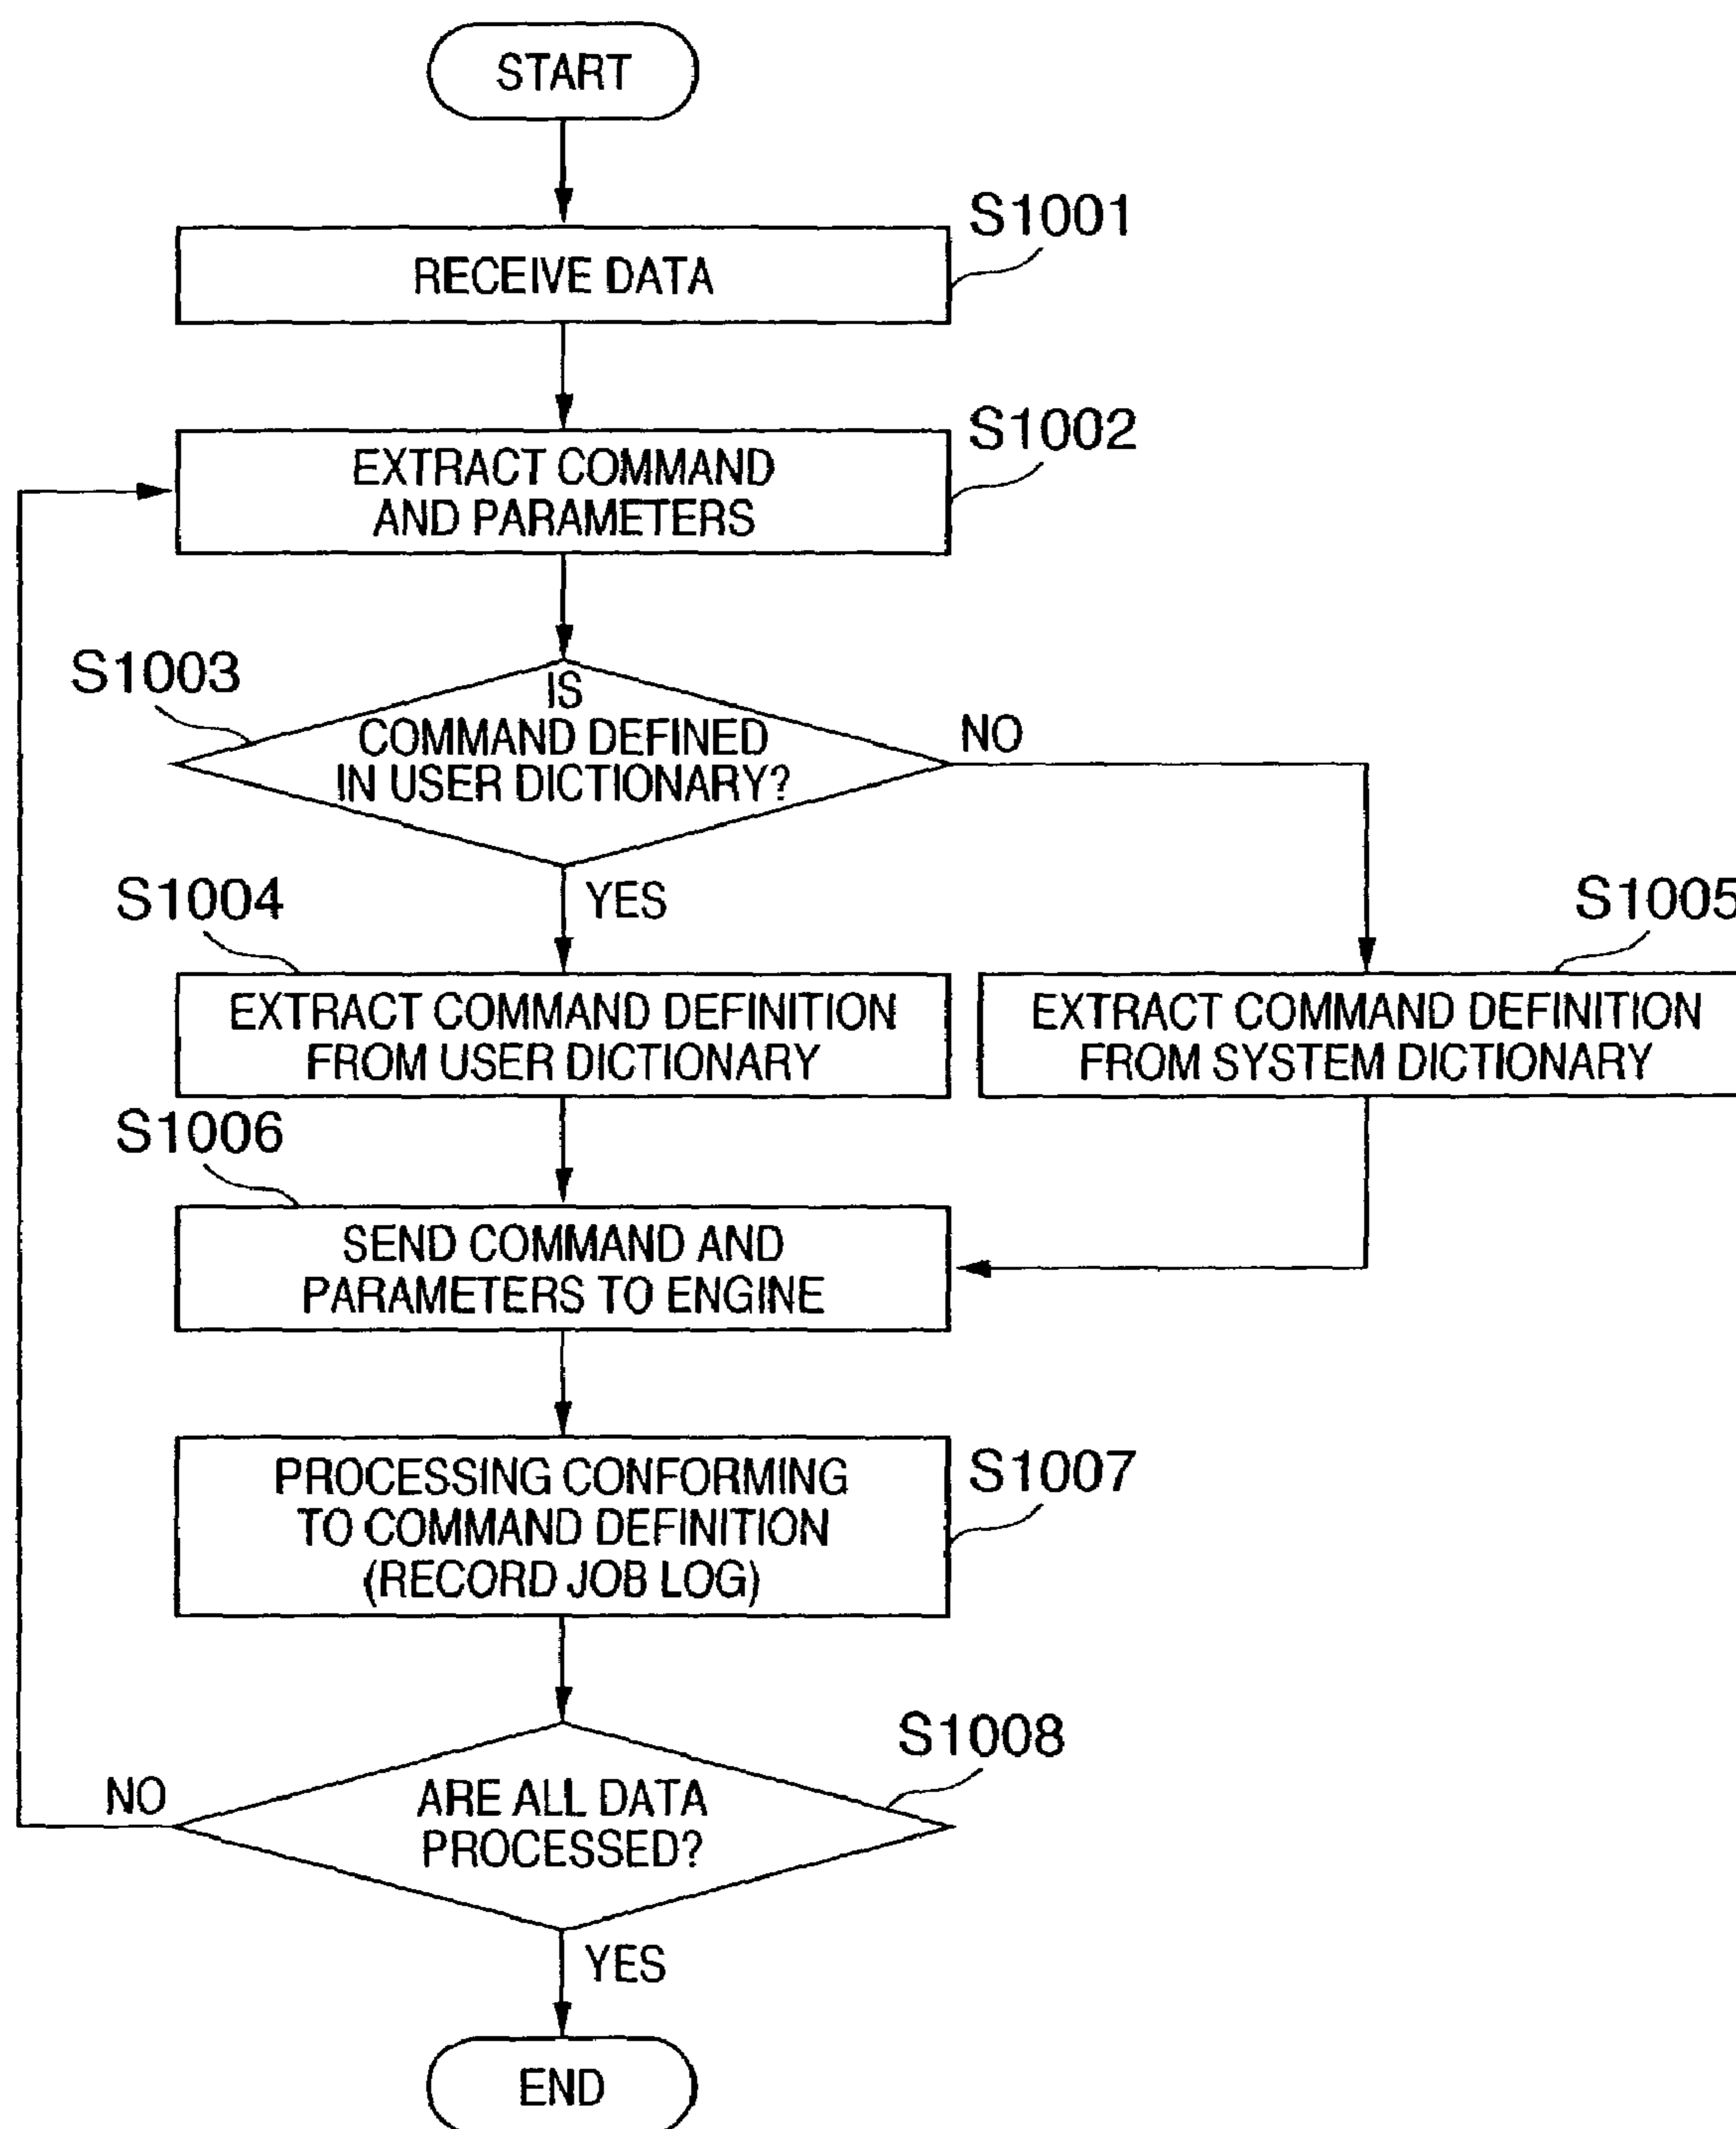 START
S1001
RECEIVE DATA
S1002
EXTRACT COMMAND
AND PARAMETERS
S1003
IS
COMMAND DEFINED
IN USER DICTIONARY?
NO
YES
S1004
S1005
EXTRACT COMMAND DEFINITION
FROM USER DICTIONARY
EXTRACT COMMAND DEFINITION
FROM SYSTEM DICTIONARY
S1006
SEND COMMAND AND
PARAMETERS TO ENGINE
S1007
PROCESSING CONFORMING
TO COMMAND DEFINITION
(RECORD JOB LOG)
S1008
NO
ARE ALL DATA
PROCESSED?
YES
END